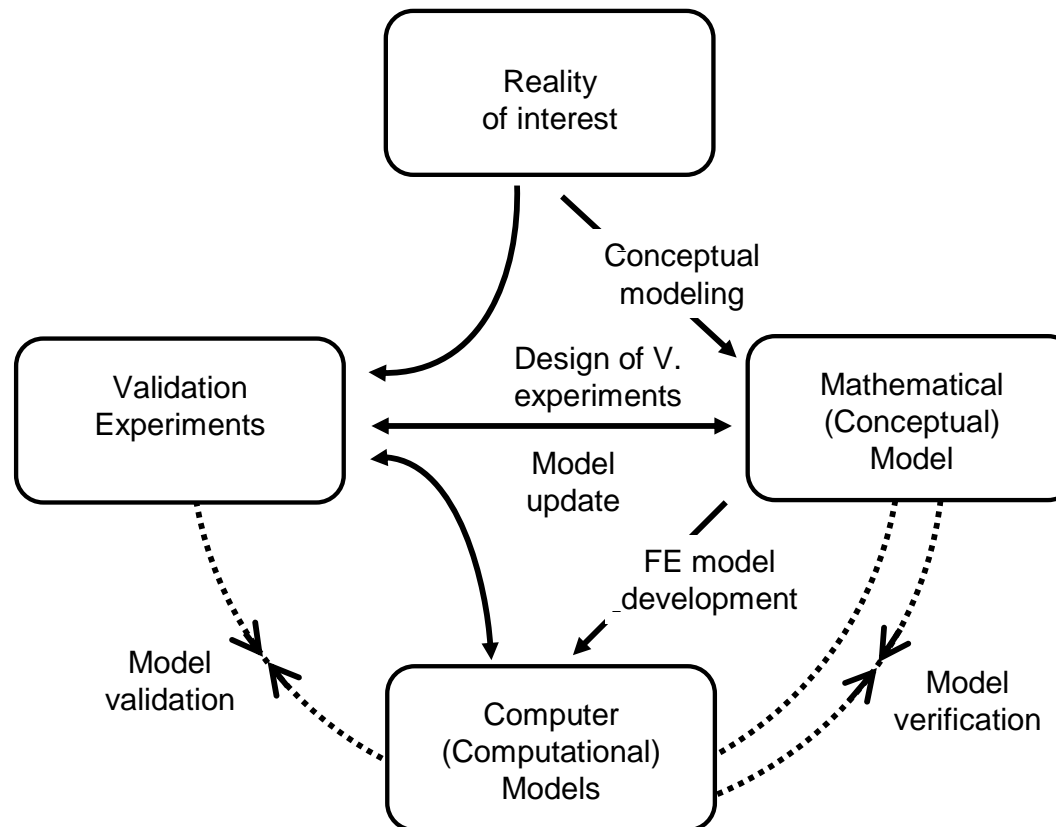 Reality
of interest
Conceptual
modeling
Design of V.
experiments
Validation
Experiments
Mathematical
(Conceptual)
Model
Model
update
FE model
development
Model
validation
Computer
(Computational)
Models
Model
verification